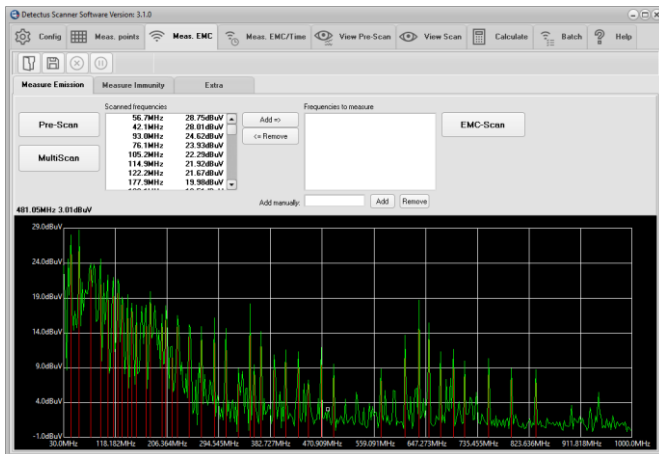 Detectus Scanner Software Version: 3.1.0
Config Meas. points Meas. EMC Meas. EMC/Time View Pre-Scan View Scan Calculate Batch Help
Measure Emission Measure Immunity Extra
Scanned frequencies Frequencies to measure
Pre-Scan
MultiScan
56.7MHz 28.75dBuV
42.1MHz 28.01dBuV
93.0MHz 24.62dBuV
76.1MHz 23.93dBuV
105.2MHz 22.29dBuV
114.9MHz 21.92dBuV
122.2MHz 21.67dBuV
177.9MHz 19.98dBuV
Add =>
<= Remove
EMC-Scan
Add manually: Add Remove
481.05MHz 3.01dBuV
29.0dBuV
24.0dBuV
19.0dBuV
14.0dBuV
9.0dBuV
4.0dBuV
-1.0dBuV
30.0MHz 118.182MHz 206.364MHz 294.545MHz 382.727MHz 470.909MHz 559.091MHz 647.273MHz 735.455MHz 823.636MHz 911.818MHz 1000.0MHz